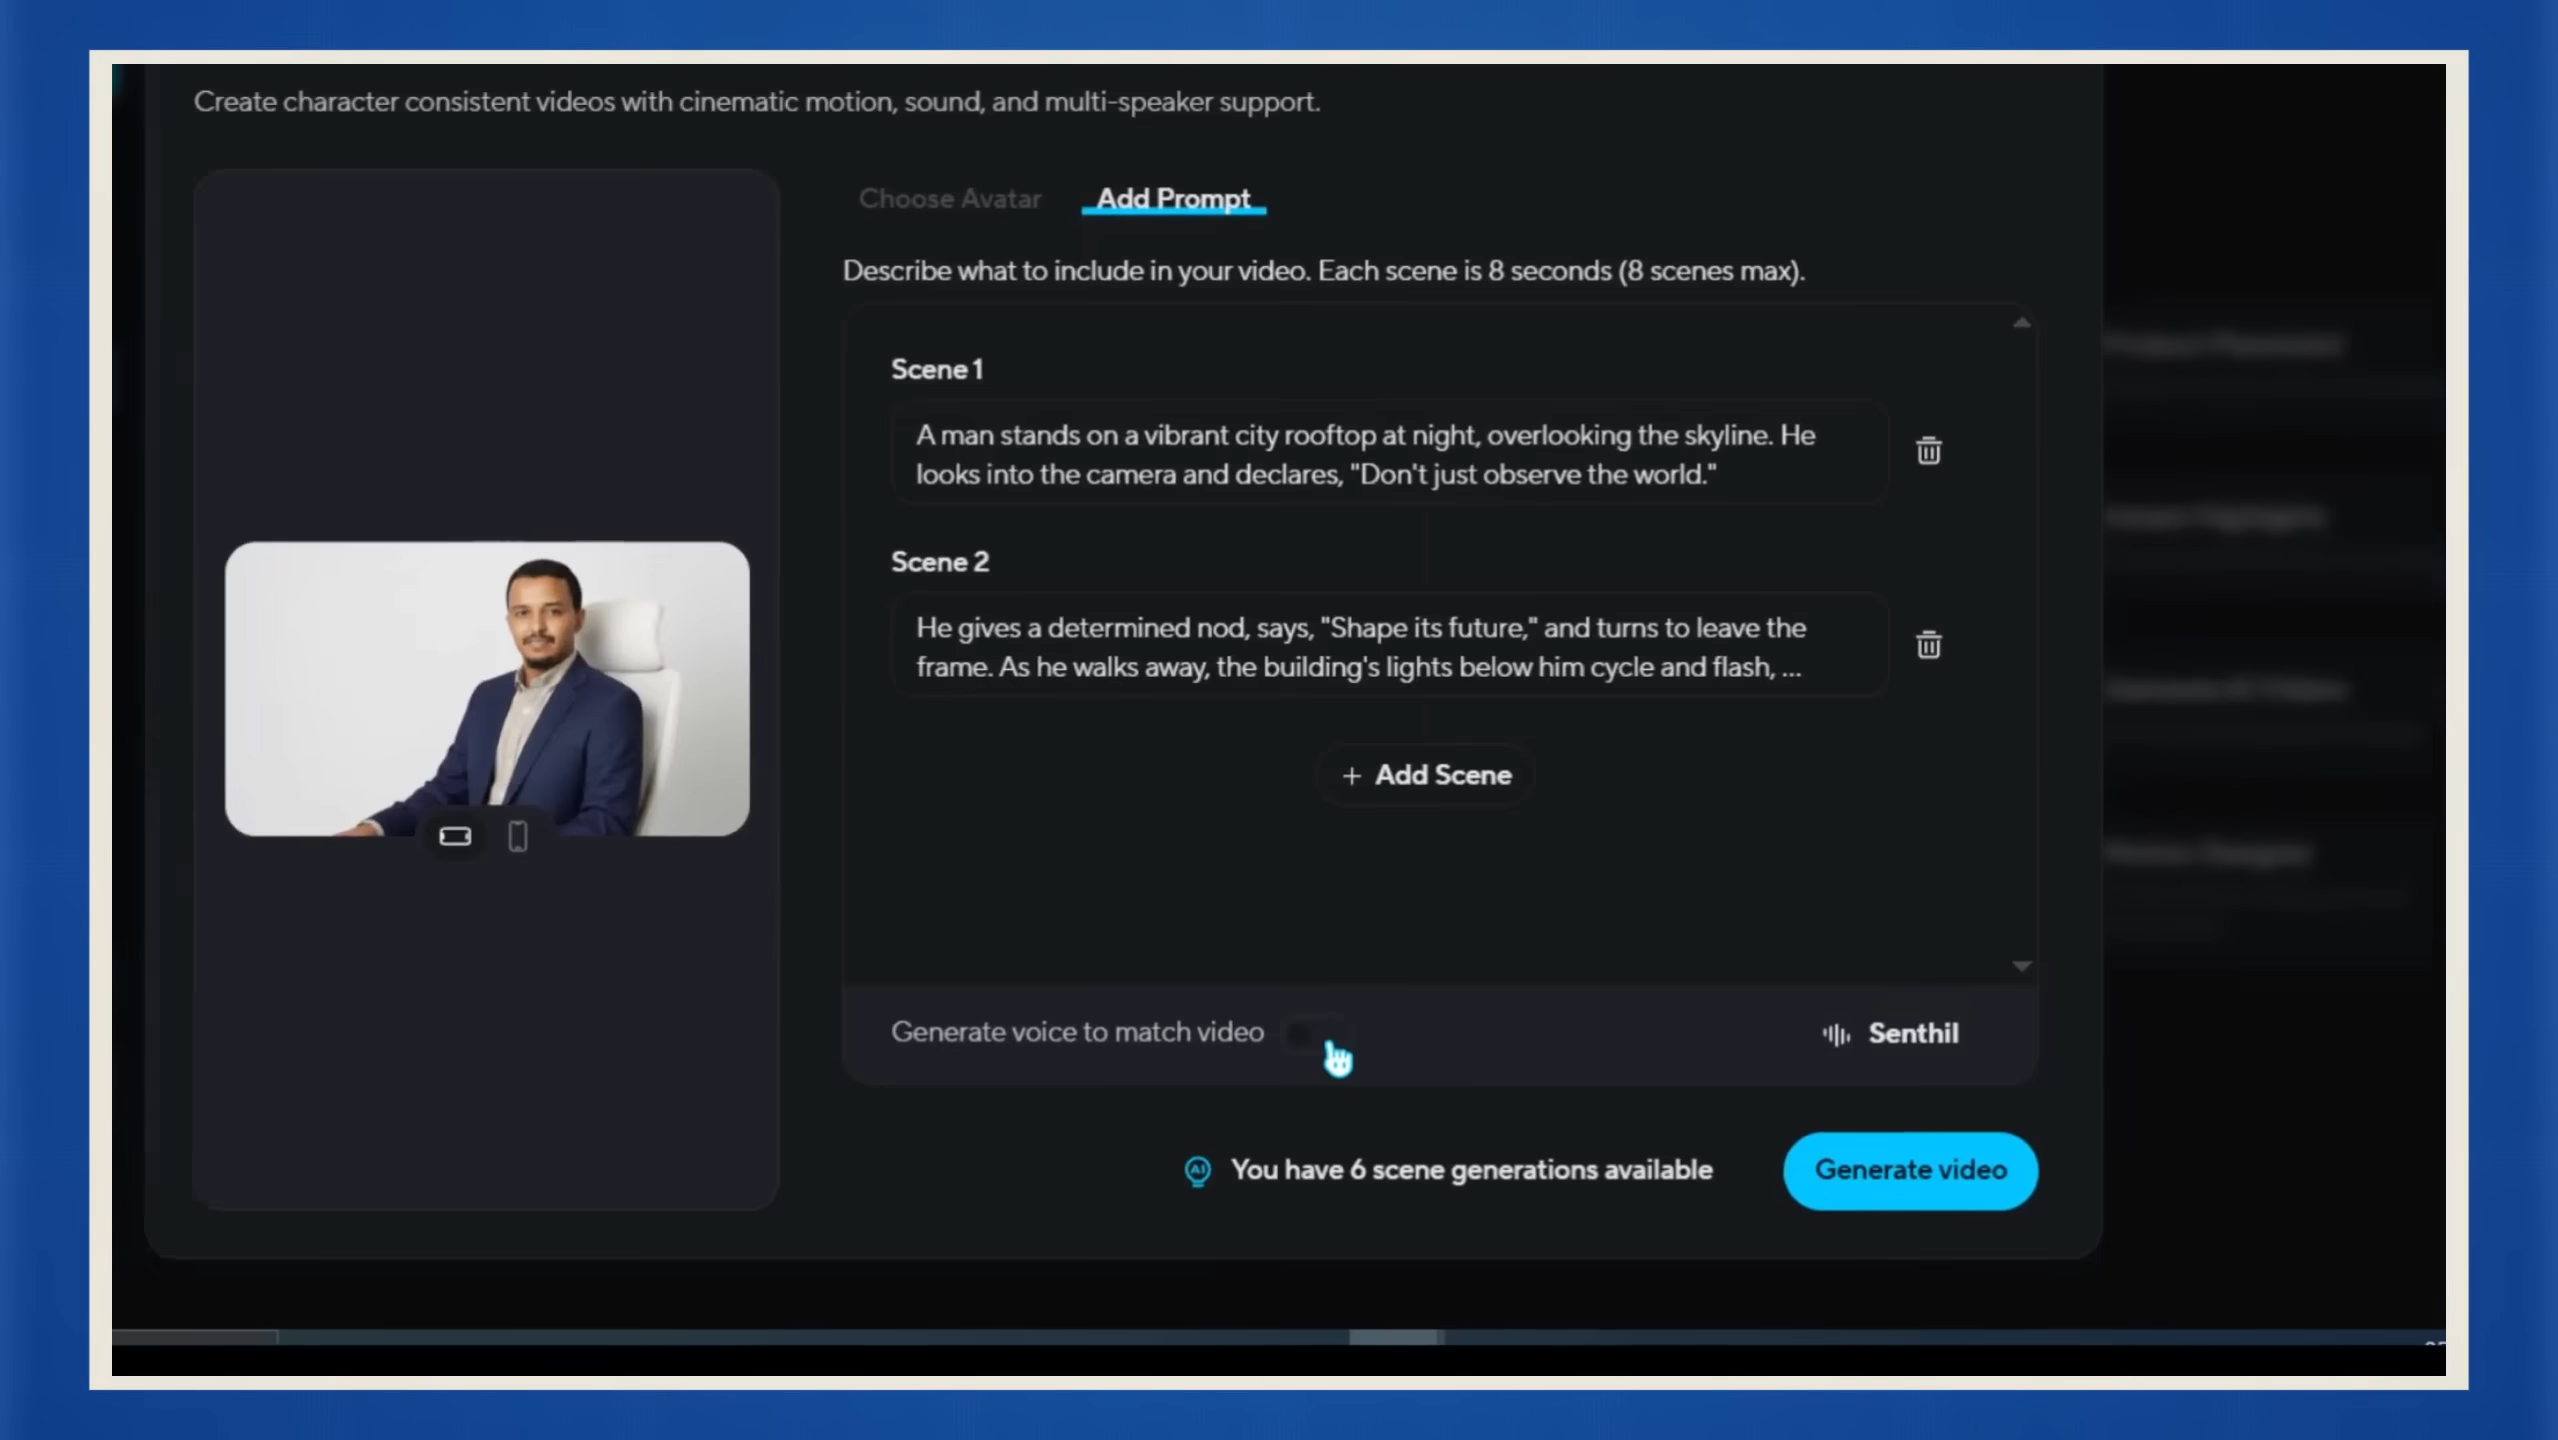 Create character consistent videos with cinematic motion, sound, and multi-speaker support.
Choose Avatar
Add Prompt
Describe what to include in your video. Each scene is 8 seconds (8 scenes max).
Scene 1
A man stands on a vibrant city rooftop at night, overlooking the skyline. He
looks into the camera and declares, "Don't just observe the world."
Scene 2
He gives a determined nod, says, "Shape its future," and turns to leave the
frame. As he walks away, the building's lights below him cycle and flash, ...
+ Add Scene
Generate voice to match video
Senthil
AI
You have 6 scene generations available
Generate video